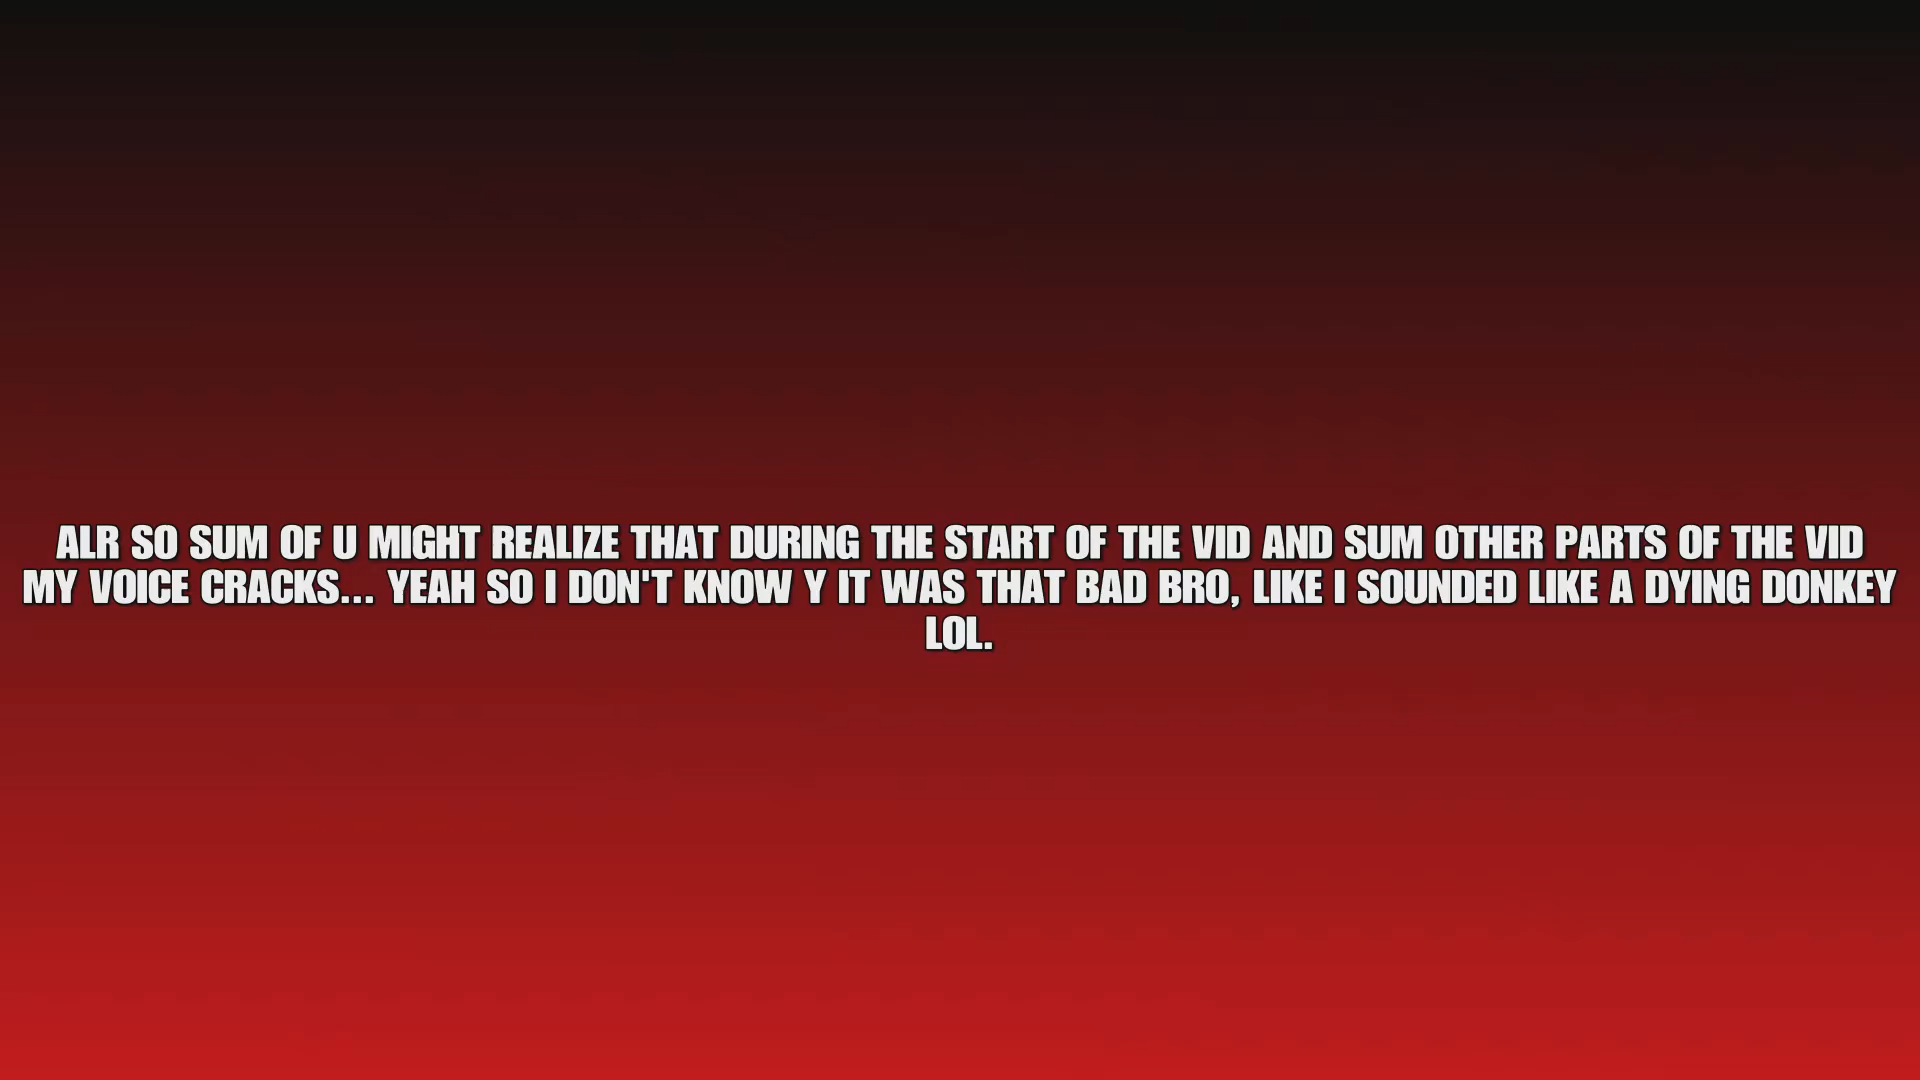 ALR SO SUM OF U MIGHT REALIZE THAT DURING THE START OF THE VID AND SUM OTHER PARTS OF THE VID
MY VOICE CRACKS... YEAH SO I DON'T KNOW Y IT WAS THAT BAD BRO, LIKE I SOUNDED LIKE A DYING DONKEY
LOL.